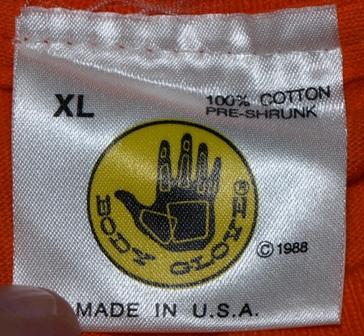 XL
100% COTTON
PRE-SHRUNK
BODY GLOVE®
© 1988
MADE IN U.S.A.